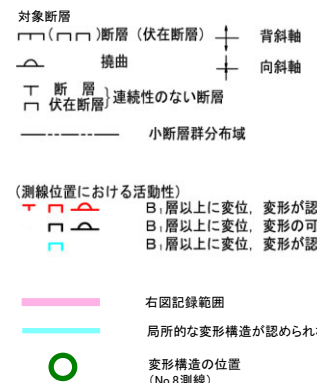 対象断層
断層（伏在断層）
背斜軸
撓曲
向斜軸
断層
伏在断層
}連続性のない断層
小断層群分布域
（測線位置における活動性）
B₁層以上に変位，変形が認
B₁層以上に変位，変形の可
B₁層以上に変位，変形が認
右図記録範囲
局所的な変形構造が認められ
変形構造の位置
(No.8測線)